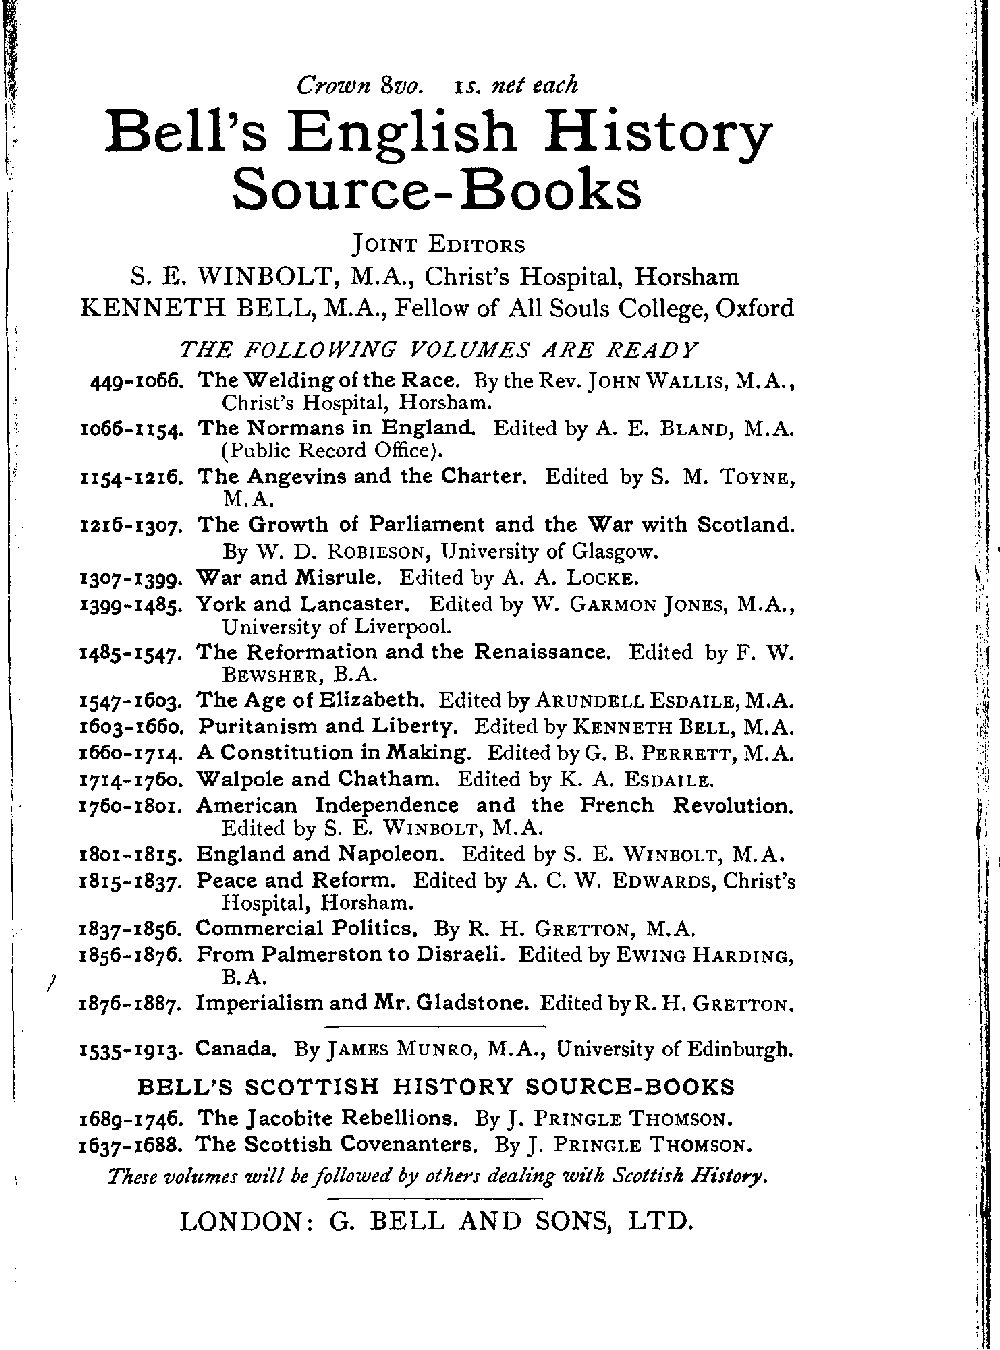 Crown 8vo. 1s. net each
Bell's English History
Source-Books
JOINT EDITORS
S. E. WINBOLT, M.A., Christ's Hospital, Horsham
KENNETH BELL, M.A., Fellow of All Souls College, Oxford
THE FOLLOWING VOLUMES ARE READY
449-1066. The Welding of the Race. By the Rev. JOHN WALLIS, M.A.,
Christ's Hospital, Horsham.
1066-1154. The Normans in England. Edited by A. E. BLAND, M.A.
(Public Record Office).
1154-1216. The Angevins and the Charter. Edited by S. M. TOYNE,
M.A.
1216-1307. The Growth of Parliament and the War with Scotland.
By W. D. ROBIESON, University of Glasgow.
1307-1399. War and Misrule. Edited by A. A. LOCKE.
1399-1485. York and Lancaster. Edited by W. GARMON JONES, M.A.,
University of Liverpool.
1485-1547. The Reformation and the Renaissance. Edited by F. W.
BEWSHER, B.A.
1547-1603. The Age of Elizabeth. Edited by ARUNDELL ESDAILE, M.A.
1603-1660. Puritanism and Liberty. Edited by KENNETH BELL, M.A.
1660-1714. A Constitution in Making. Edited by G. B. PERRETT, M.A.
1714-1760. Walpole and Chatham. Edited by K. A. ESDAILE.
1760-1801. American Independence and the French Revolution.
Edited by S. E. WINBOLT, M.A.
1801-1815. England and Napoleon. Edited by S. E. WINBOLT, M.A.
1815-1837. Peace and Reform. Edited by A. C. W. EDWARDS, Christ's
Hospital, Horsham.
1837-1856. Commercial Politics. By R. H. GRETTON, M.A.
1856-1876. From Palmerston to Disraeli. Edited by EWING HARDING,
B.A.
1876-1887. Imperialism and Mr. Gladstone. Edited by R. H. GRETTON.
1535-1913. Canada. By JAMES MUNRO, M.A., University of Edinburgh.
BELL'S SCOTTISH HISTORY SOURCE-BOOKS
1689-1746. The Jacobite Rebellions. By J. PRINGLE THOMSON.
1637-1688. The Scottish Covenanters. By J. PRINGLE THOMSON.
These volumes will be followed by others dealing with Scottish History.
LONDON: G. BELL AND SONS, LTD.